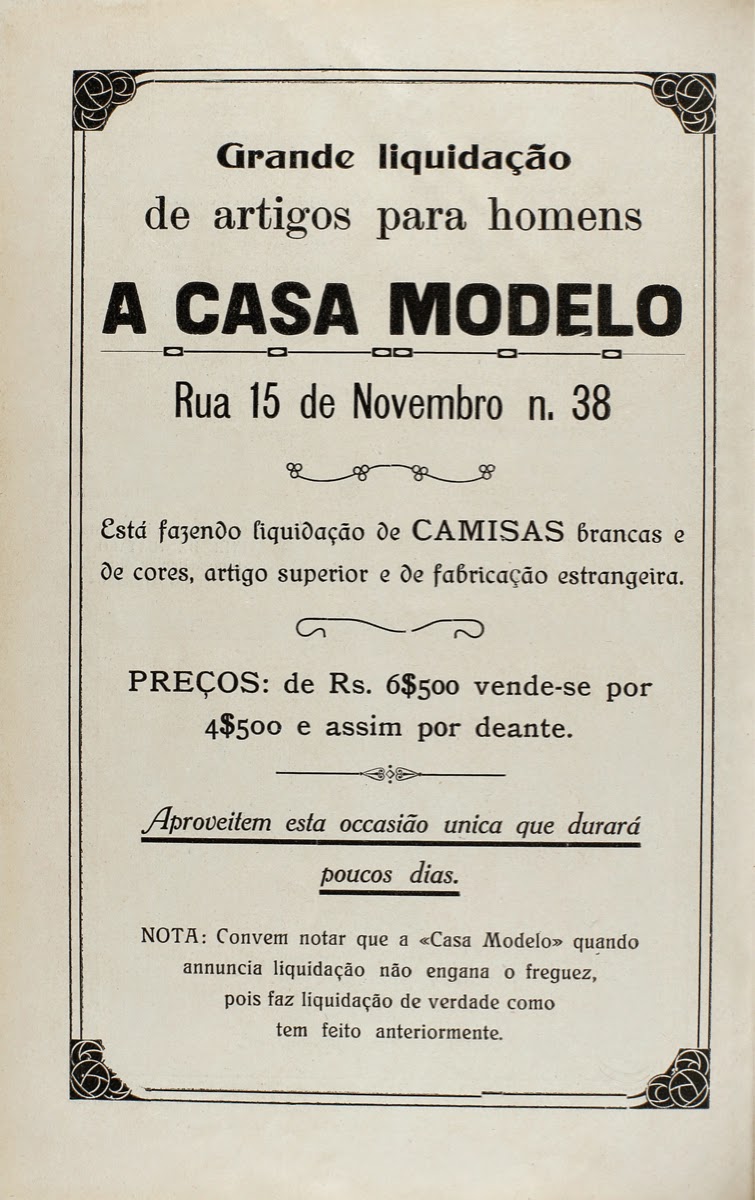 Grande liquidação
de artigos para homens
A CASA MODELO
Rua 15 de Novembro n. 38
Está fazendo liquidação de CAMISAS brancas e
de cores, artigo superior e de fabricação estrangeira.
PREÇOS: de Rs. 6$500 vende-se por
4$500 e assim por deante.
Aproveitem esta occasião unica que durará
poucos dias.
NOTA: Convem notar que a «Casa Modelo» quando
annuncia liquidação não engana o freguez,
pois faz liquidação de verdade como
tem feito anteriormente.